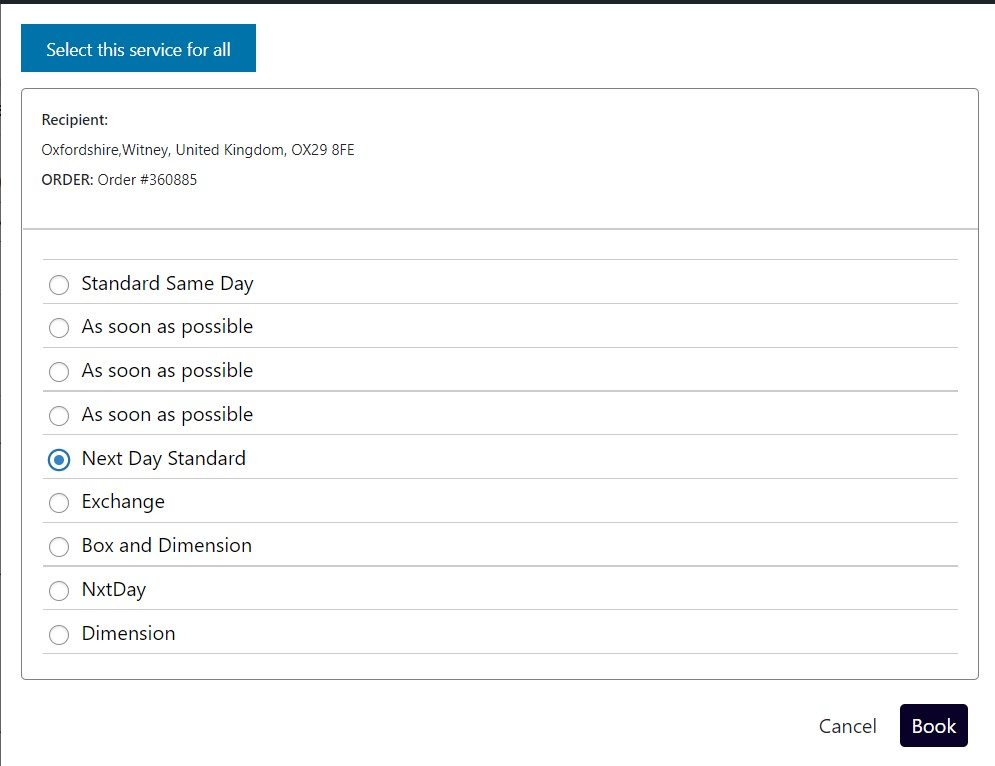 Select this service for all
Recipient:
Oxfordshire,Witney, United Kingdom, OX29 8FE
ORDER: Order #360885
Standard Same Day
As soon as possible
As soon as possible
As soon as possible
Next Day Standard
Exchange
Box and Dimension
NxtDay
Dimension
Cancel
Book